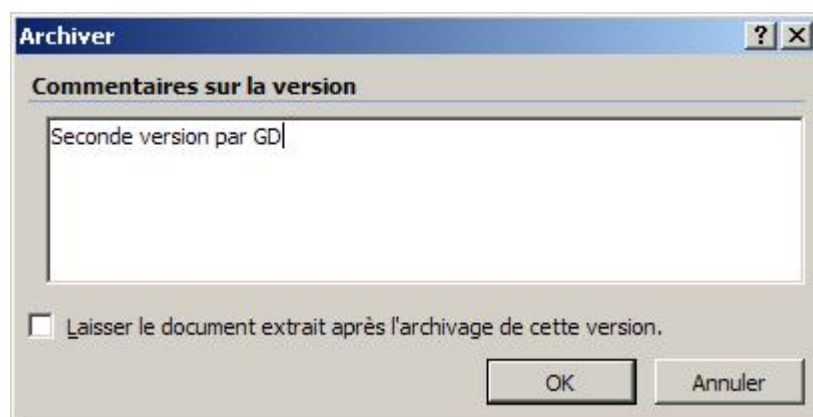 Archiver
Commentaires sur la version
Seconde version par GD
Laisser le document extrait après l'archivage de cette version.
OK Annuler